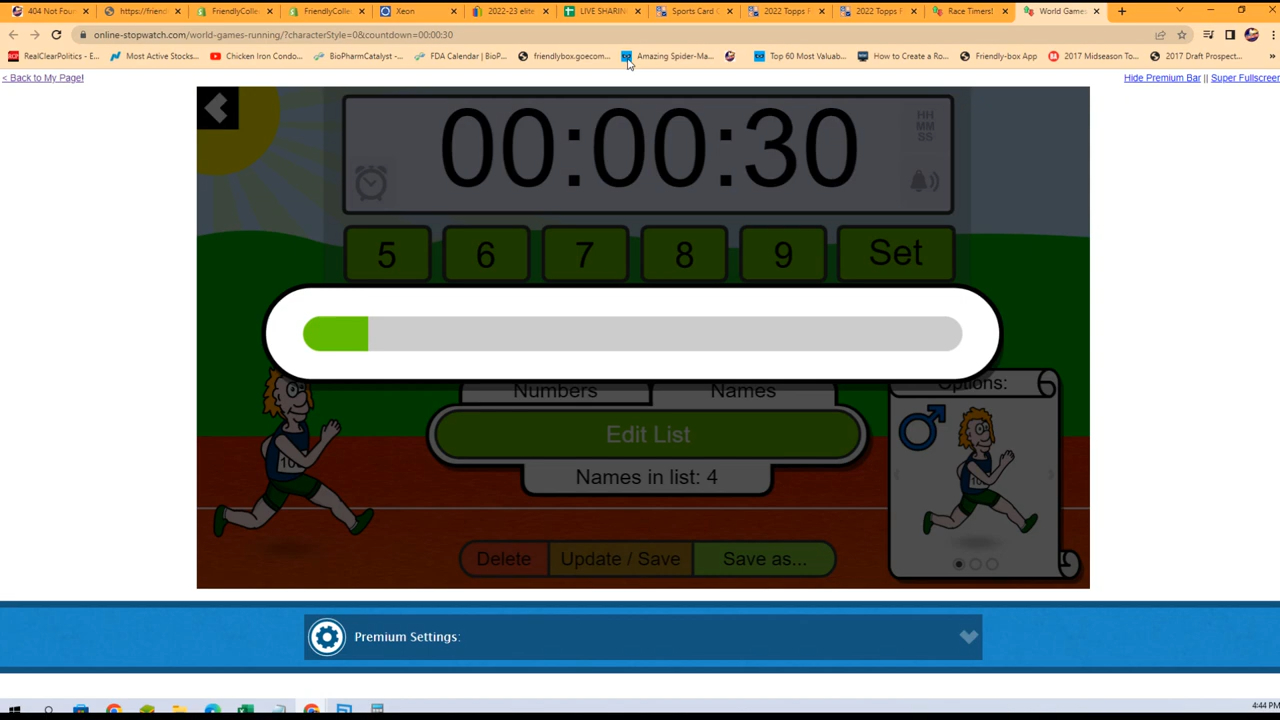 404 Not Foun
https://friend
FriendlyColle
FriendlyColle
Xeon
2022-23 elite
LIVE SHARIN
Sports Card C
2022 Topps F
2022 Topps F
Race Timers!
World Games
online-stopwatch.com/world-games-running/?characterStyle=0&countdown=00:00:30
RealClearPolitics - E...
Most Active Stocks...
Chicken Iron Condo...
BioPharmCatalyst -...
FDA Calendar | BioP...
friendlybox.goecom...
Amazing Spider-Ma...
Top 60 Most Valuab...
How to Create a Ro...
Friendly-box App
2017 Midseason To...
2017 Draft Prospect...
»
< Back to My Page!
Hide Premium Bar || Super Fullscreen
00:00:30
HH
MM
SS
5 6 7 8 9 Set
Numbers Names
Options:
Edit List
Names in list: 4
Delete Update / Save Save as...
Premium Settings:
4:44 PM